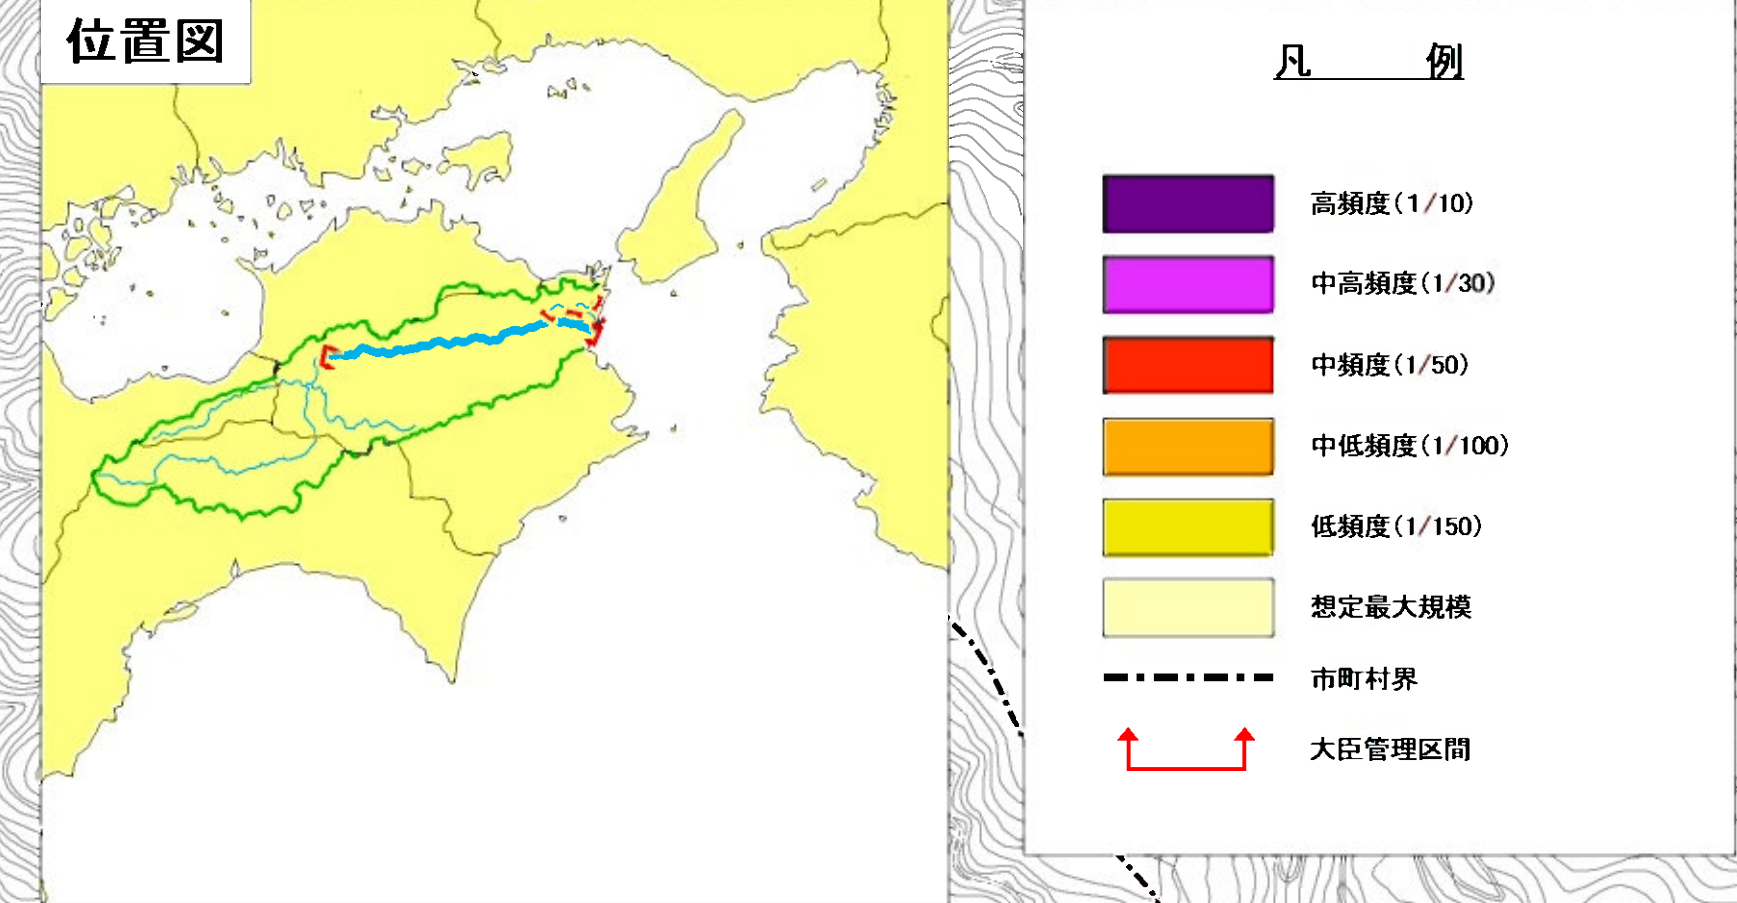 位置図
凡 例
高頻度(1/10)
中高頻度(1/30)
中頻度(1/50)
中低頻度(1/100)
低頻度(1/150)
想定最大規模
市町村界
大臣管理区間